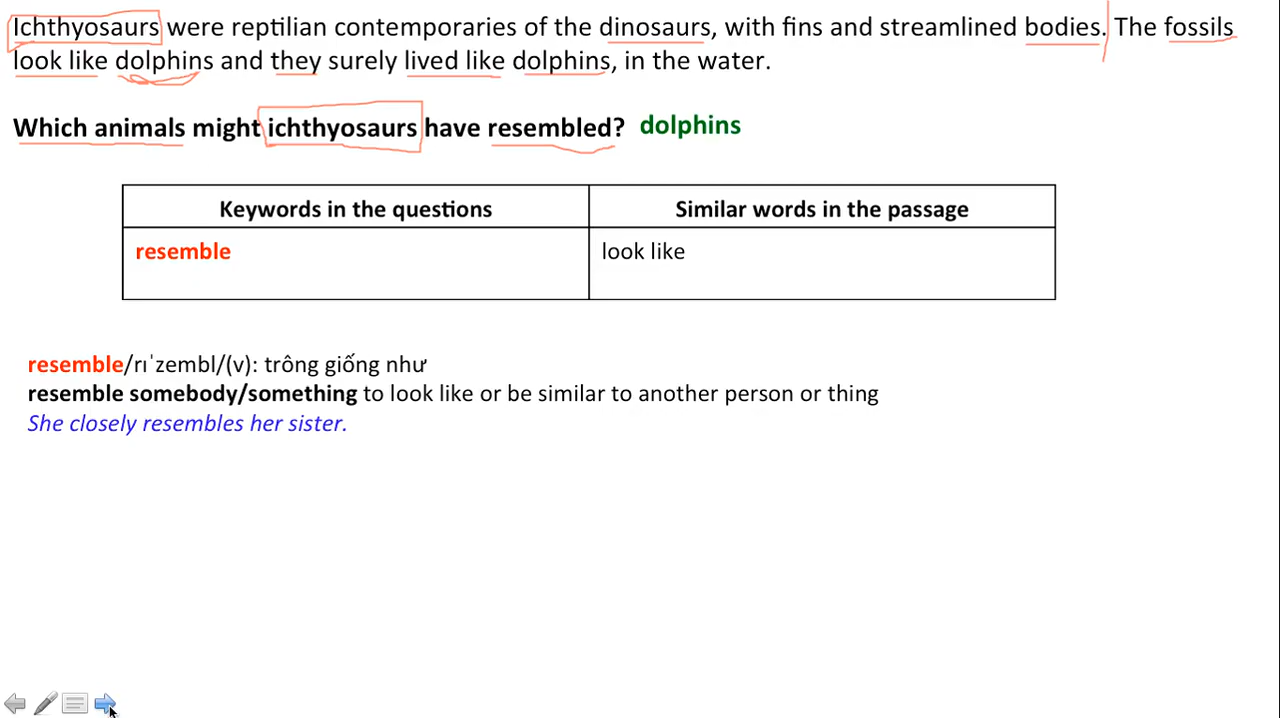 Ichthyosaurs were reptilian contemporaries of the dinosaurs, with fins and streamlined bodies. The fossils
look like dolphins and they surely lived like dolphins, in the water.
Which animals might ichthyosaurs have resembled? dolphins
Keywords in the questions Similar words in the passage
resemble look like
resemble/rɪˈzembl/(v): trông giống như
resemble somebody/something to look like or be similar to another person or thing
She closely resembles her sister.